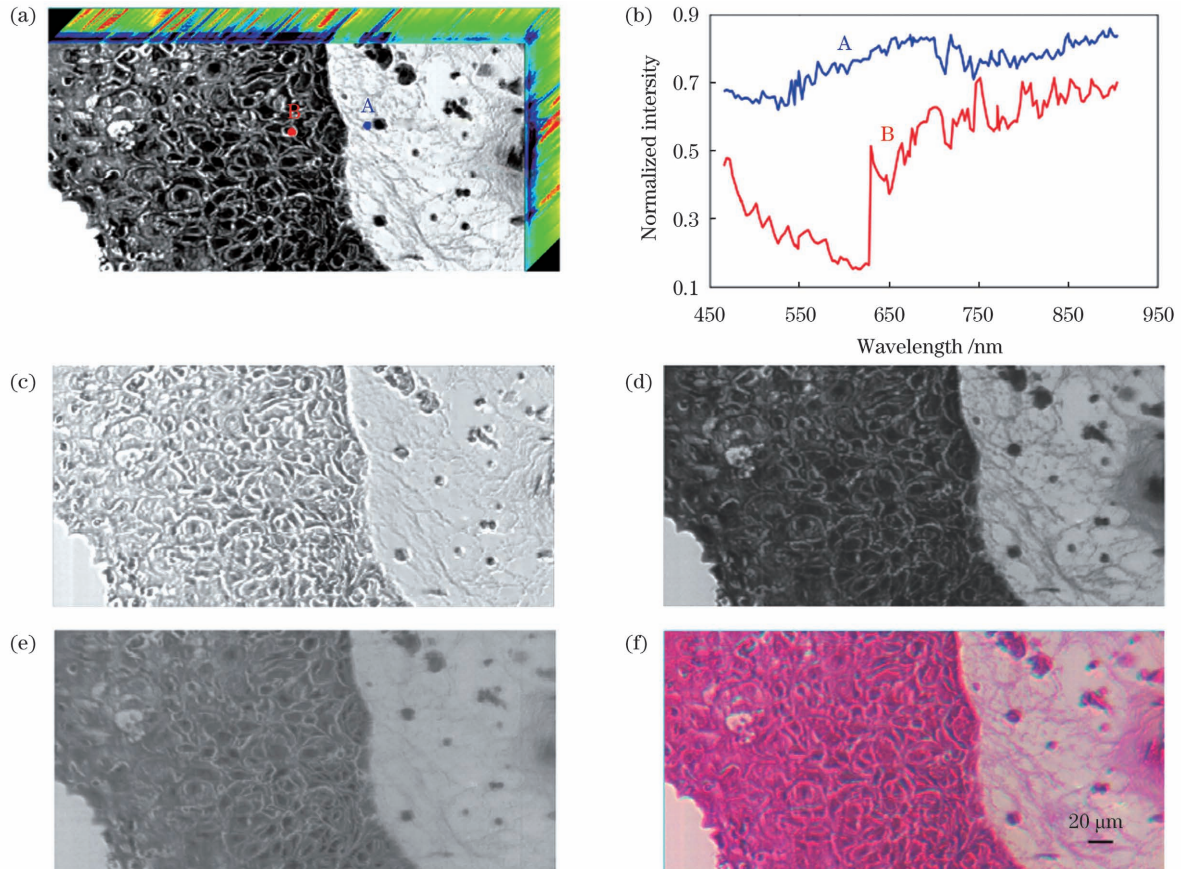 (a)
B
A
(b)
0.9
0.7
0.5
0.3
0.1
Normalized intersity
A
B
450
550
650
750
850
950
Wavelength /nm
(c)
(d)
(e)
(f)
20 μm